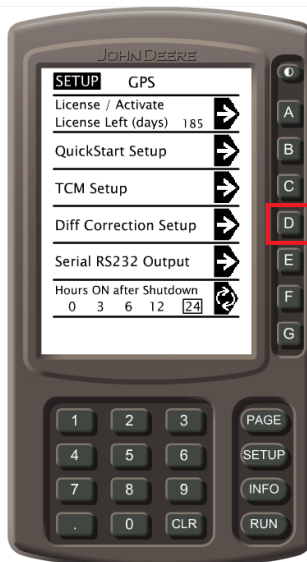 JOHN DEERE
SETUP GPS
License / Activate
License Left (days) 185
QuickStart Setup
TCM Setup
Diff Correction Setup
Serial RS232 Output
Hours ON after Shutdown
0 3 6 12 24
A
B
C
D
E
F
G
1 2 3 PAGE
4 5 6 SETUP
7 8 9 INFO
. 0 CLR RUN